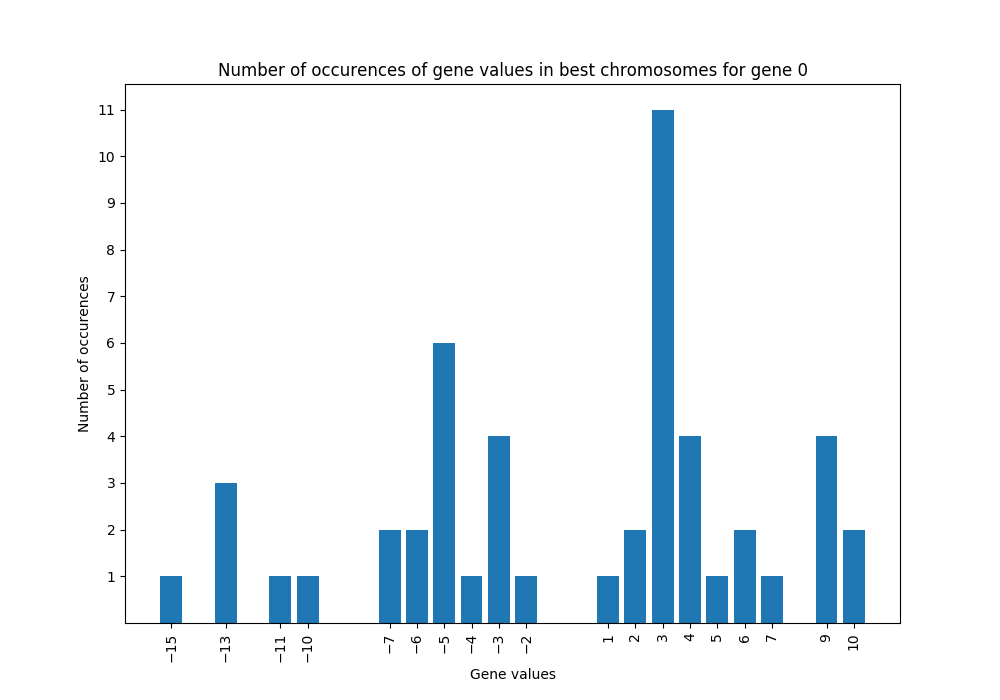 Number of occurences of gene values in best chromosomes for gene 0
11
10
9
8
7
6
5
4
3
2
1
Number of occurences
−15 −13 −11 −10 −7 −6 −5 −4 −3 −2 1 2 3 4 5 6 7 9 10
Gene values